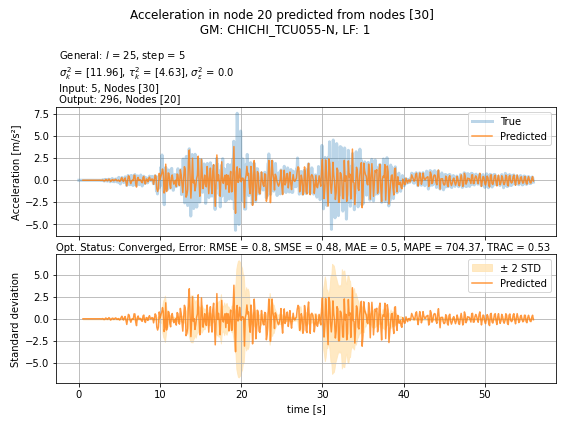 Acceleration in node 20 predicted from nodes [30]
GM: CHICHI_TCU055-N, LF: 1
General: l = 25, step = 5
σ²ₖ = [11.96], τ²ₖ = [4.63], σ²ε = 0.0
Input: 5, Nodes [30]
Output: 296, Nodes [20]
Acceleration [m/s²]
7.5
5.0
2.5
0.0
−2.5
−5.0
True
Predicted
Opt. Status: Converged, Error: RMSE = 0.8, SMSE = 0.48, MAE = 0.5, MAPE = 704.37, TRAC = 0.53
Standard deviation
5.0
2.5
0.0
−2.5
−5.0
± 2 STD
Predicted
0 10 20 30 40 50
time [s]